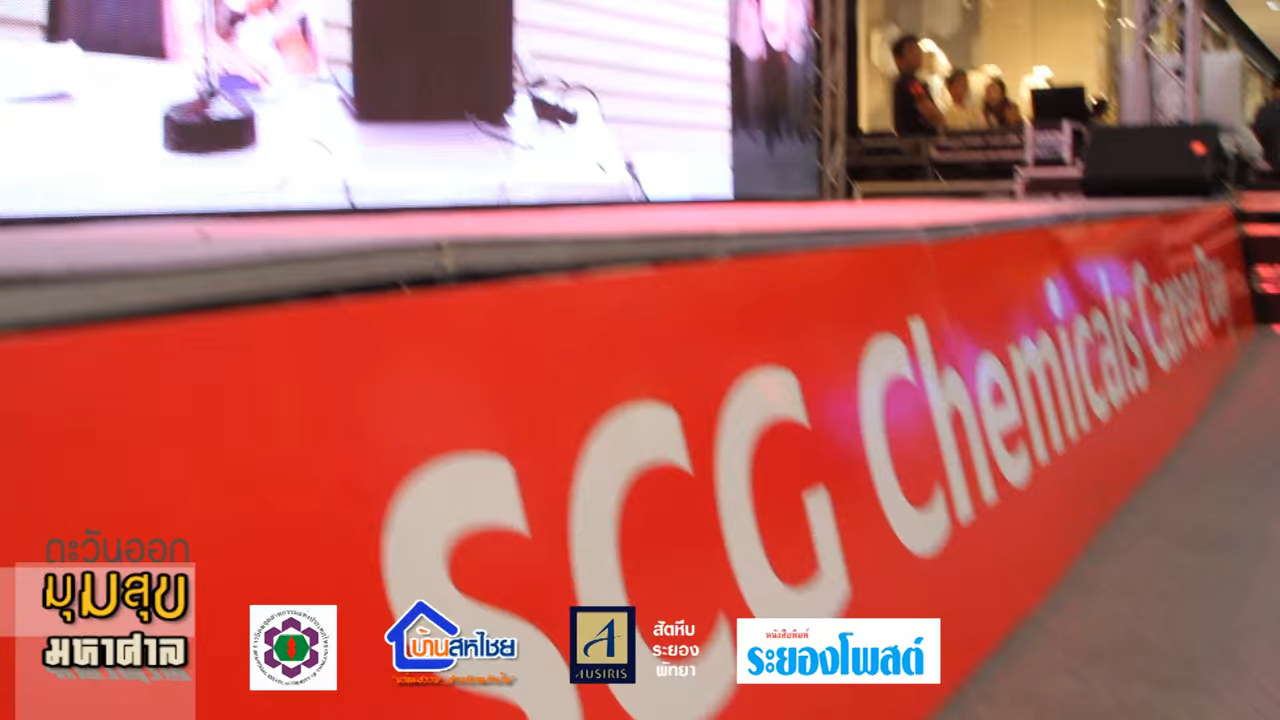 SCG Chemicals Career Day
ตะวันออก
มุมสุข
มหาศาล
บ้านสหไชย
A
AUSIRIS
สัตหีบ
ระยอง
พัทยา
หนังสือพิมพ์
ระยองโพสต์